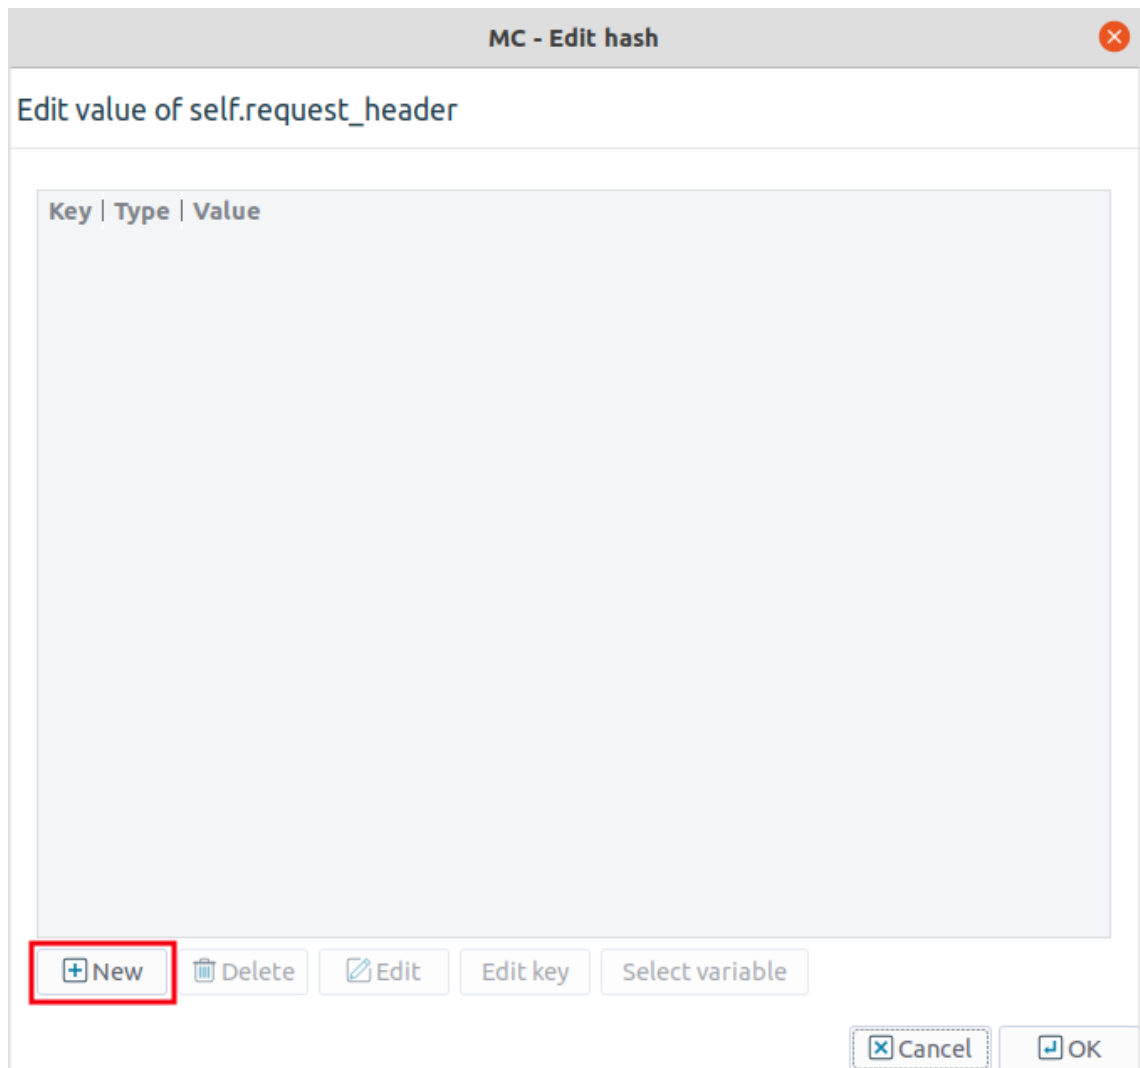 MC - Edit hash
Edit value of self.request_header
Key | Type | Value
New Delete Edit Edit key Select variable
Cancel OK